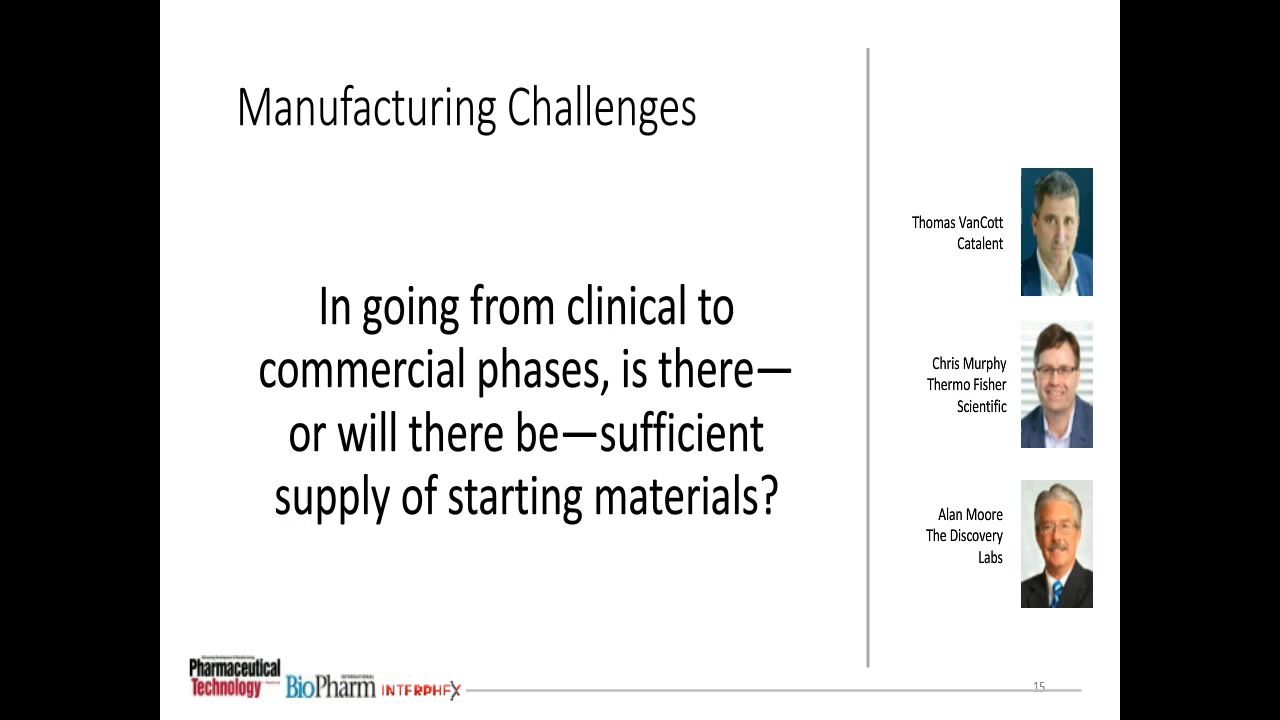 Manufacturing Challenges
In going from clinical to
commercial phases, is there—
or will there be—sufficient
supply of starting materials?
Thomas VanCott
Catalent
Chris Murphy
Thermo Fisher
Scientific
Alan Moore
The Discovery
Labs
Pharmaceutical
Technology
INTERNATIONAL
BioPharm
INTERPHEX
15